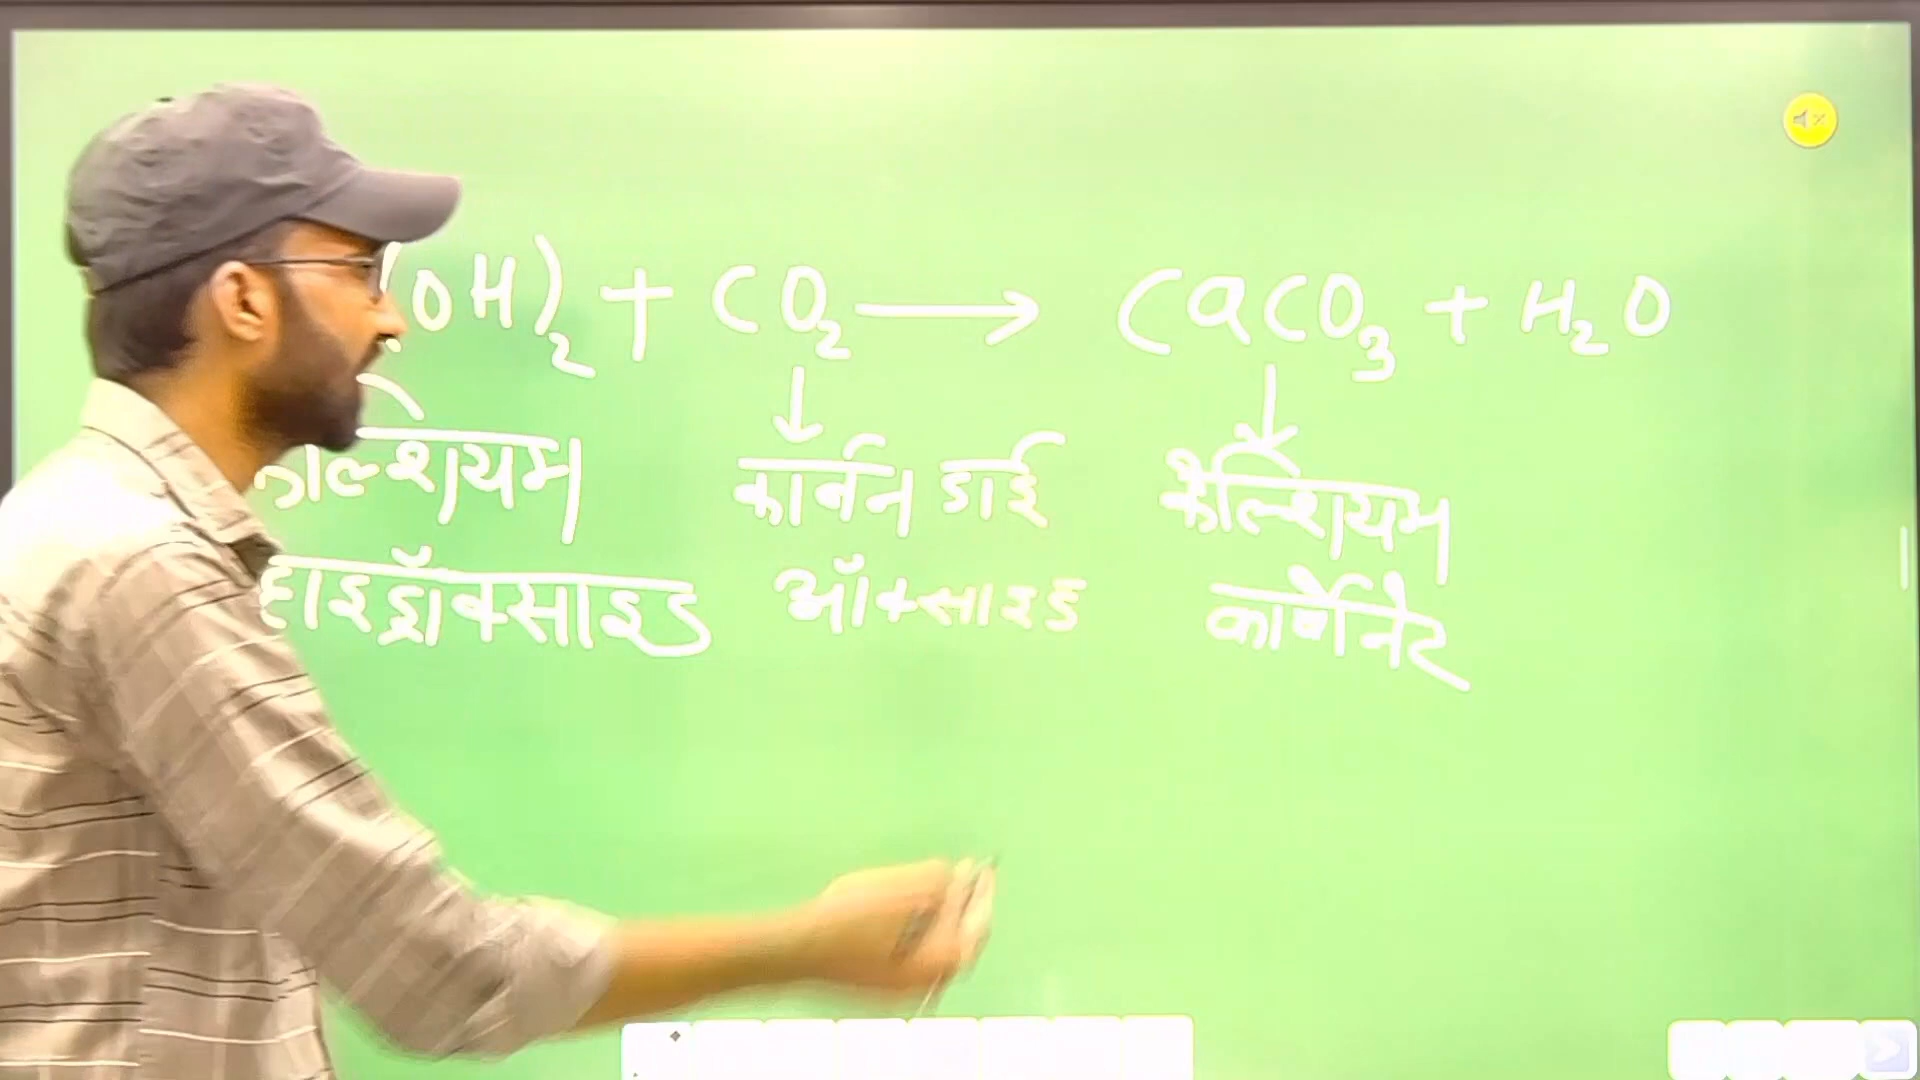 (OH)₂ + CO₂ → CaCO₃ + H₂O
↓ ↓
कार्बन डाई कैल्शियम
हाइड्रॉक्साइड ऑक्साइड कार्बोनेट